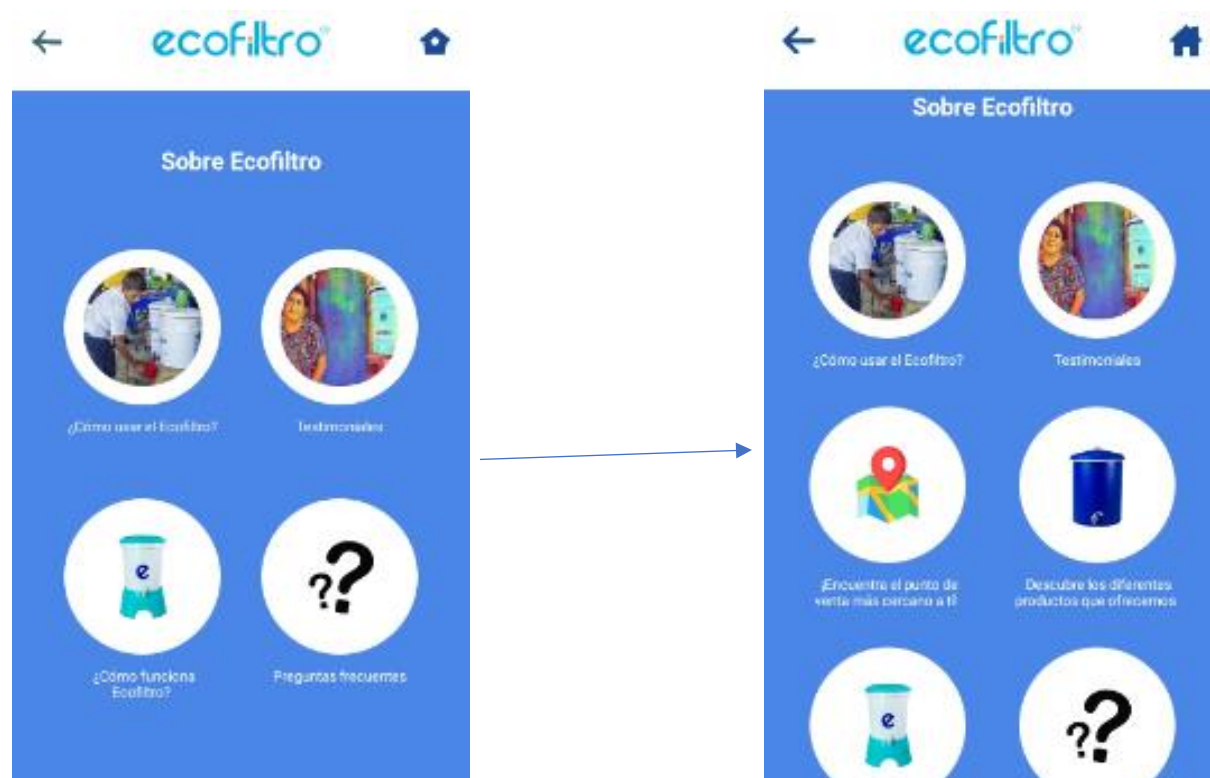 ecofiltro
Sobre Ecofiltro
¿Cómo usar el Ecofiltro?
Testimoniales
¿Cómo funciona
Ecofiltro?
Preguntas frecuentes
ecofiltro
Sobre Ecofiltro
¿Cómo usar el Ecofiltro?
Testimoniales
¡Encuentra el punto de
venta más cercano a ti!
Descubre los diferentes
productos que ofrecemos